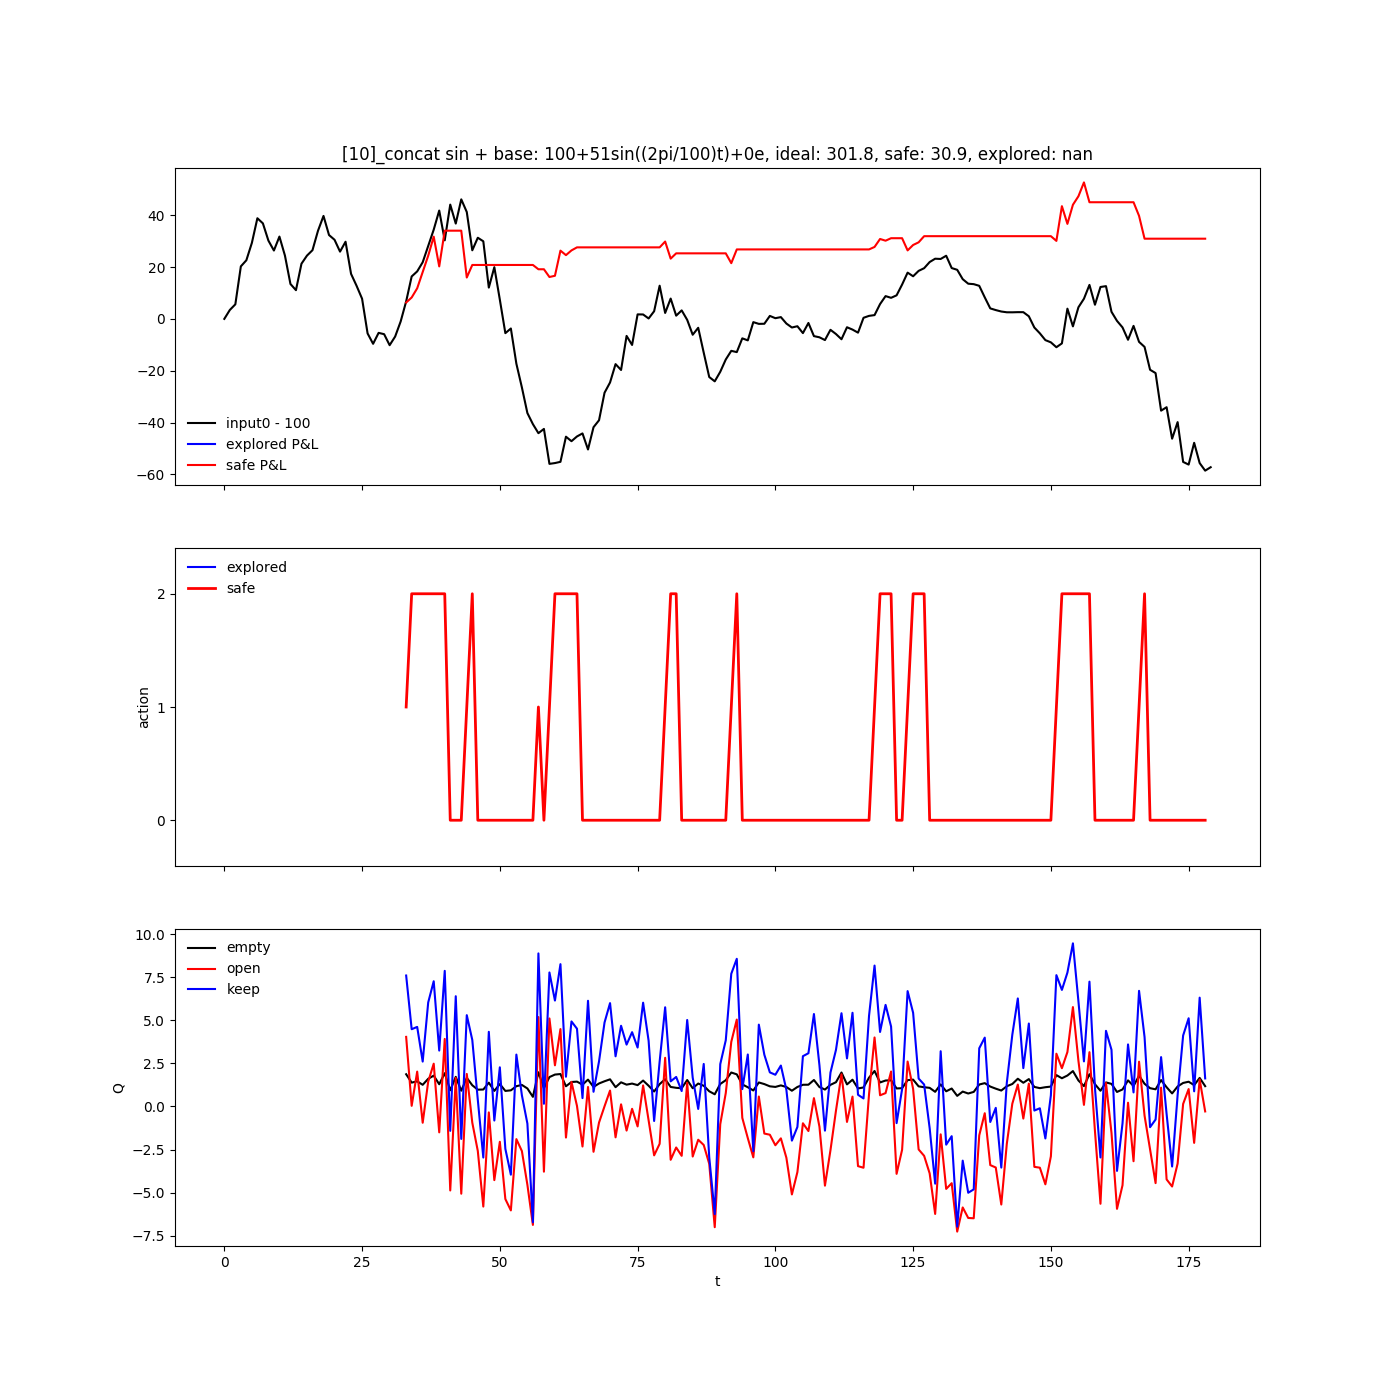 [10]_concat sin + base: 100+51sin((2pi/100)t)+0e, ideal: 301.8, safe: 30.9, explored: nan
40
20
0
−20
−40
−60
input0 - 100
explored P&L
safe P&L
explored
safe
2
1
0
action
empty
open
keep
10.0
7.5
5.0
2.5
0.0
−2.5
−5.0
−7.5
Q
0 25 50 75 100 125 150 175
t